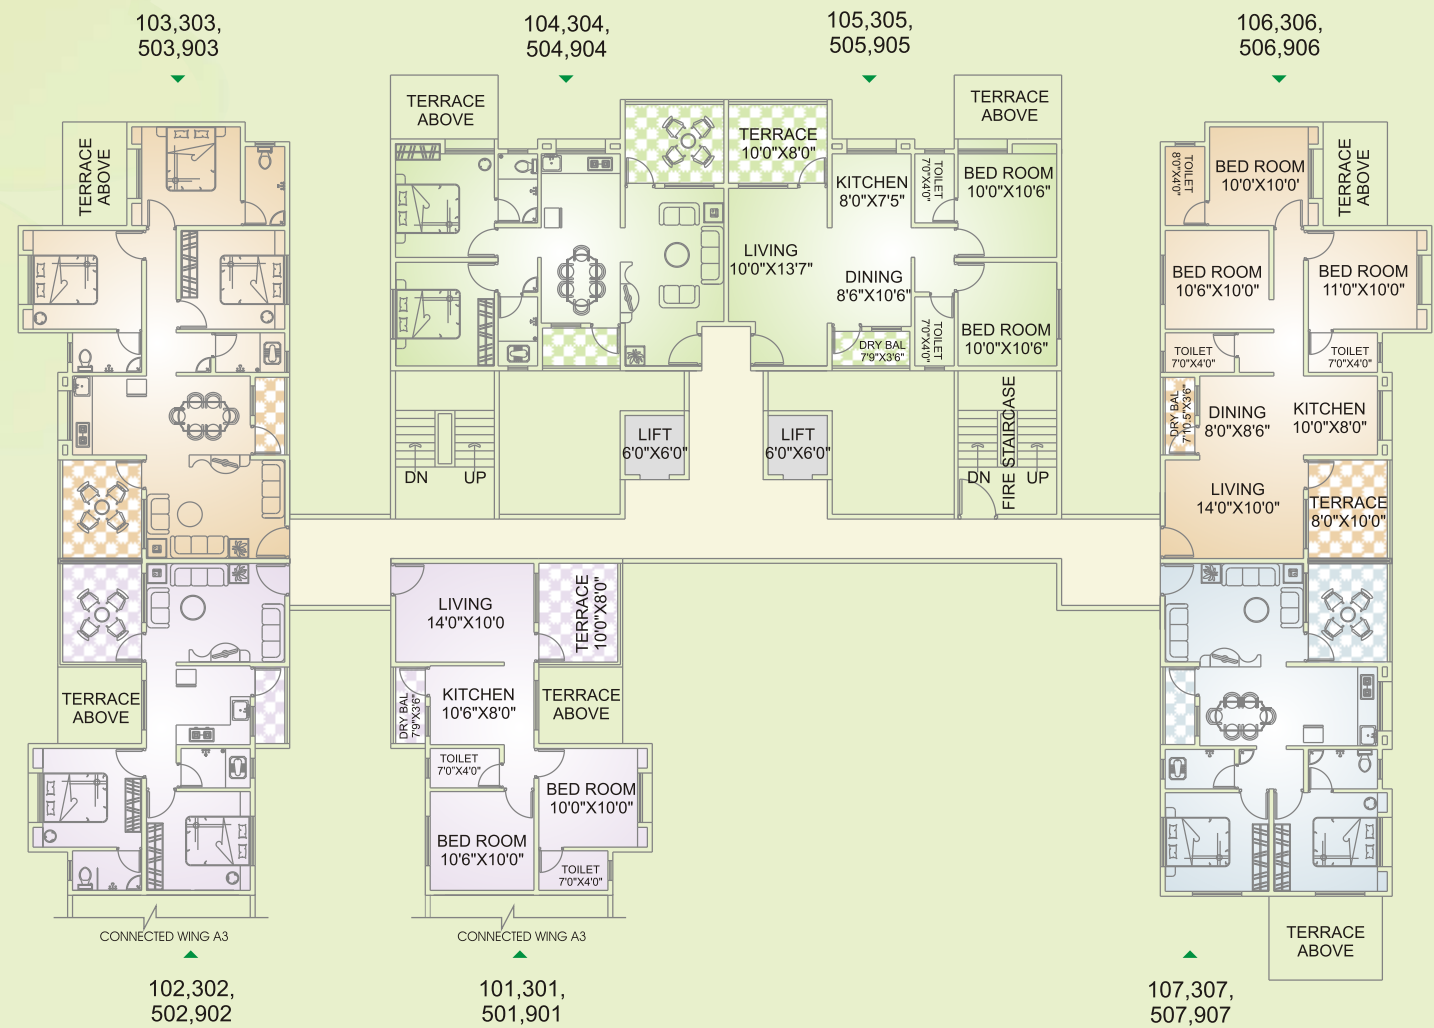 103,303,
503,903
104,304,
504,904
105,305,
505,905
106,306,
506,906
TERRACE
ABOVE
TERRACE
ABOVE
TERRACE
ABOVE
TERRACE
ABOVE
TERRACE
10'0"X8'0"
KITCHEN
8'0"X7'5"
TOILET
7'0"X4'0"
BED ROOM
10'0"X10'6"
LIVING
10'0"X13'7"
DINING
8'6"X10'6"
DRY BAL
7'9"X3'6"
TOILET
7'0"X4'0"
BED ROOM
10'0"X10'6"
TOILET
8'0"X4'0"
BED ROOM
10'0"X10'0'
BED ROOM
10'6"X10'0"
BED ROOM
11'0"X10'0"
TOILET
7'0"X4'0"
TOILET
7'0"X4'0"
DRY BAL
7'10.5"X3'6"
DINING
8'0"X8'6"
KITCHEN
10'0"X8'0"
LIVING
14'0"X10'0"
TERRACE
8'0"X10'0"
LIFT
6'0"X6'0"
LIFT
6'0"X6'0"
DN
UP
FIRE STAIRCASE
DN
UP
LIVING
14'0"X10'0
TERRACE
10'0"X8'0"
TERRACE
ABOVE
DRY BAL
7'9"X3'6"
KITCHEN
10'6"X8'0"
TERRACE
ABOVE
TOILET
7'0"X4'0"
BED ROOM
10'0"X10'0"
BED ROOM
10'6"X10'0"
TOILET
7'0"X4'0"
TERRACE
ABOVE
CONNECTED WING A3
CONNECTED WING A3
102,302,
502,902
101,301,
501,901
107,307,
507,907